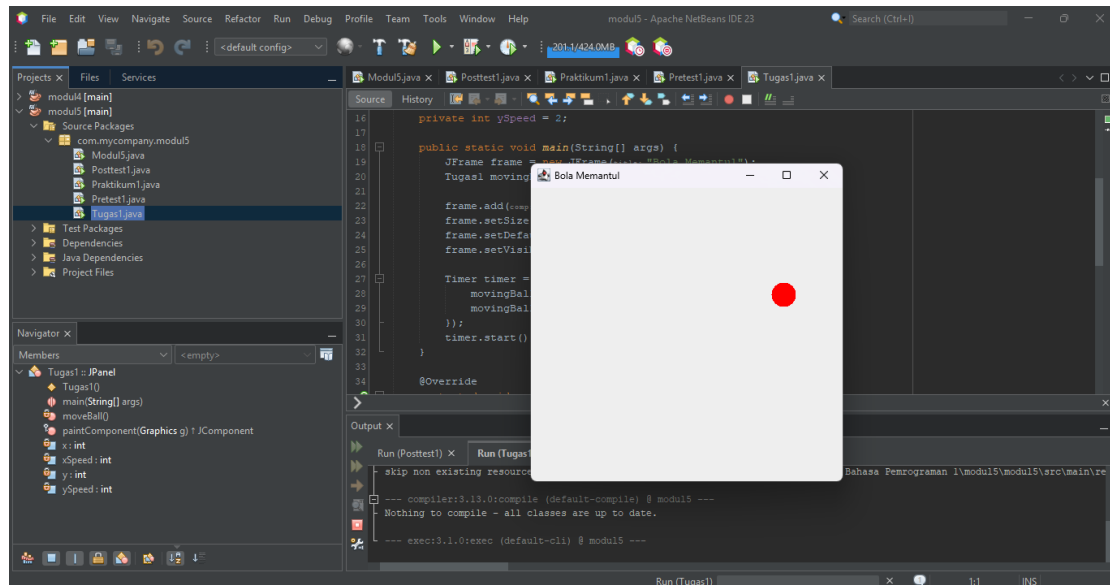 File Edit View Navigate Source Refactor Run Debug Profile Team Tools Window Help modul5 - Apache NetBeans IDE 23 Search (Ctrl+I)
<default config> 201.1/424.0MB
Projects Files Services
modul4 [main]
modul5 [main]
Source Packages
com.mycompany.modul5
Modul5.java
Posttest1.java
Praktikum1.java
Pretest1.java
Tugas1.java
Test Packages
Dependencies
Java Dependencies
Project Files
Navigator
Members <empty>
Tugas1 :: JPanel
Tugas1()
main(String[] args)
moveBall()
paintComponent(Graphics g) ↑ JComponent
x : int
xSpeed : int
y : int
ySpeed : int
Modul5.java Posttest1.java Praktikum1.java Pretest1.java Tugas1.java
Source History
16 private int ySpeed = 2;
17
18 public static void main(String[] args) {
19 JFrame frame = new JFrame(title: "Bola Memantul");
20 Tugas1 moving
21
22 frame.add(comp
23 frame.setSize
24 frame.setDefa
25 frame.setVisi
26
27 Timer timer =
28 movingBal
29 movingBal
30 });
31 timer.start()
32 }
33
34 @Override
Bola Memantul
Output
Run (Posttest1) Run (Tugas1
skip non existing resource Bahasa Pemrograman 1\modul5\modul5\src\main\re
--- compiler:3.13.0:compile (default-compile) @ modul5 ---
Nothing to compile - all classes are up to date.
--- exec:3.1.0:exec (default-cli) @ modul5 ---
Run (Tugas1) 1:1 INS